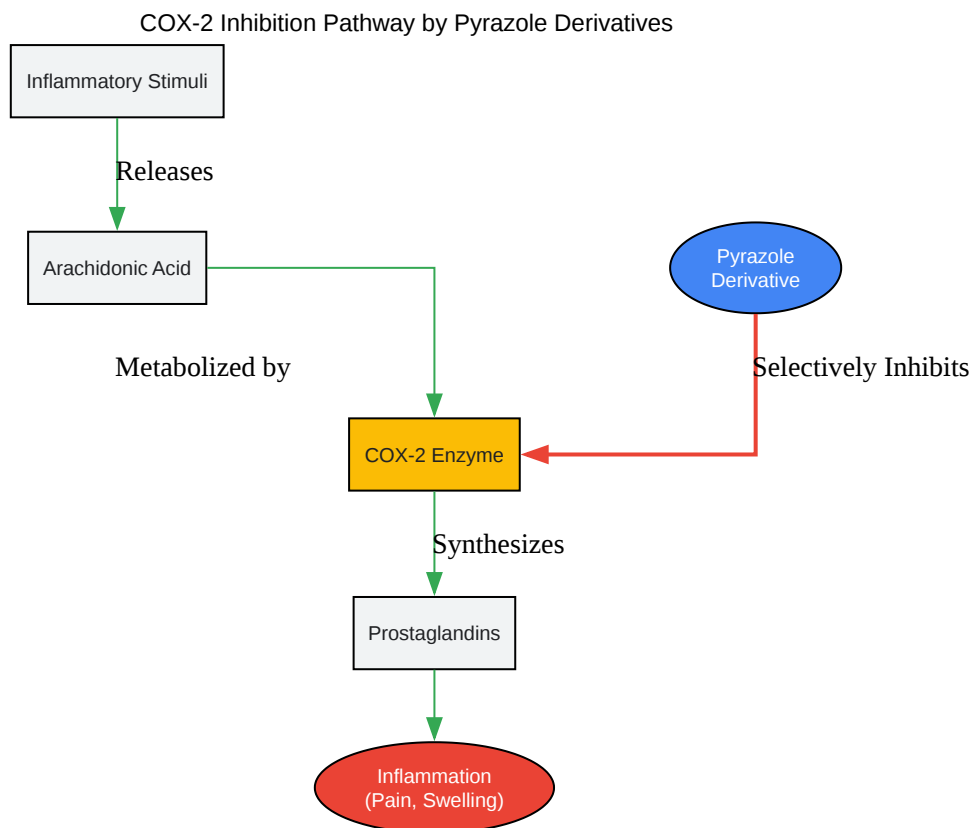 COX-2 Inhibition Pathway by Pyrazole Derivatives
Inflammatory Stimuli
Releases
Arachidonic Acid
Pyrazole
Derivative
Metabolized by
Selectively Inhibits
COX-2 Enzyme
Synthesizes
Prostaglandins
Inflammation
(Pain, Swelling)